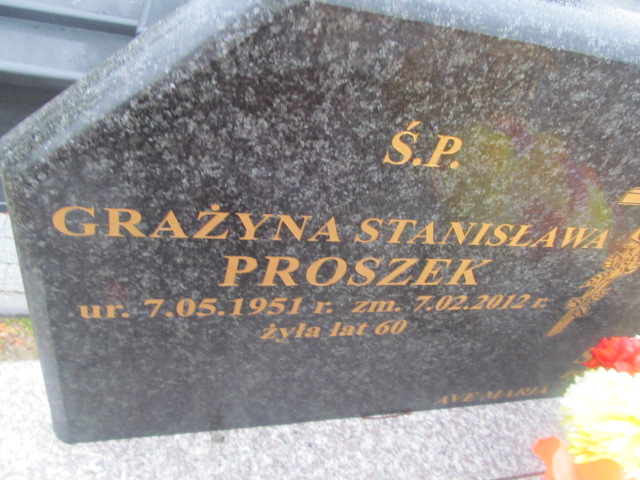 Ś.P.
GRAŻYNA STANISŁAWA
PROSZEK
ur. 7.05.1951 r. zm. 7.02.2012 r.
żyła lat 60
AVE MARIA